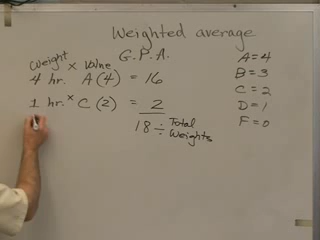 Weighted average
G.P.A.
Weight × Value
4 hr. A(4) = 16
1 hr. × C(2) = 2
18 ÷ Total Weights
A=4
B=3
C=2
D=1
F=0